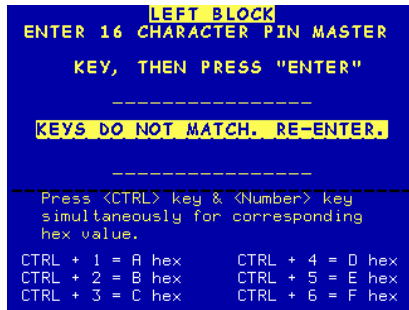 LEFT BLOCK
ENTER 16 CHARACTER PIN MASTER
KEY, THEN PRESS "ENTER"
_________________
KEYS DO NOT MATCH. RE-ENTER.
_________________
Press <CTRL> key & <Number> key
simultaneously for corresponding
hex value.
CTRL + 1 = A hex CTRL + 4 = D hex
CTRL + 2 = B hex CTRL + 5 = E hex
CTRL + 3 = C hex CTRL + 6 = F hex